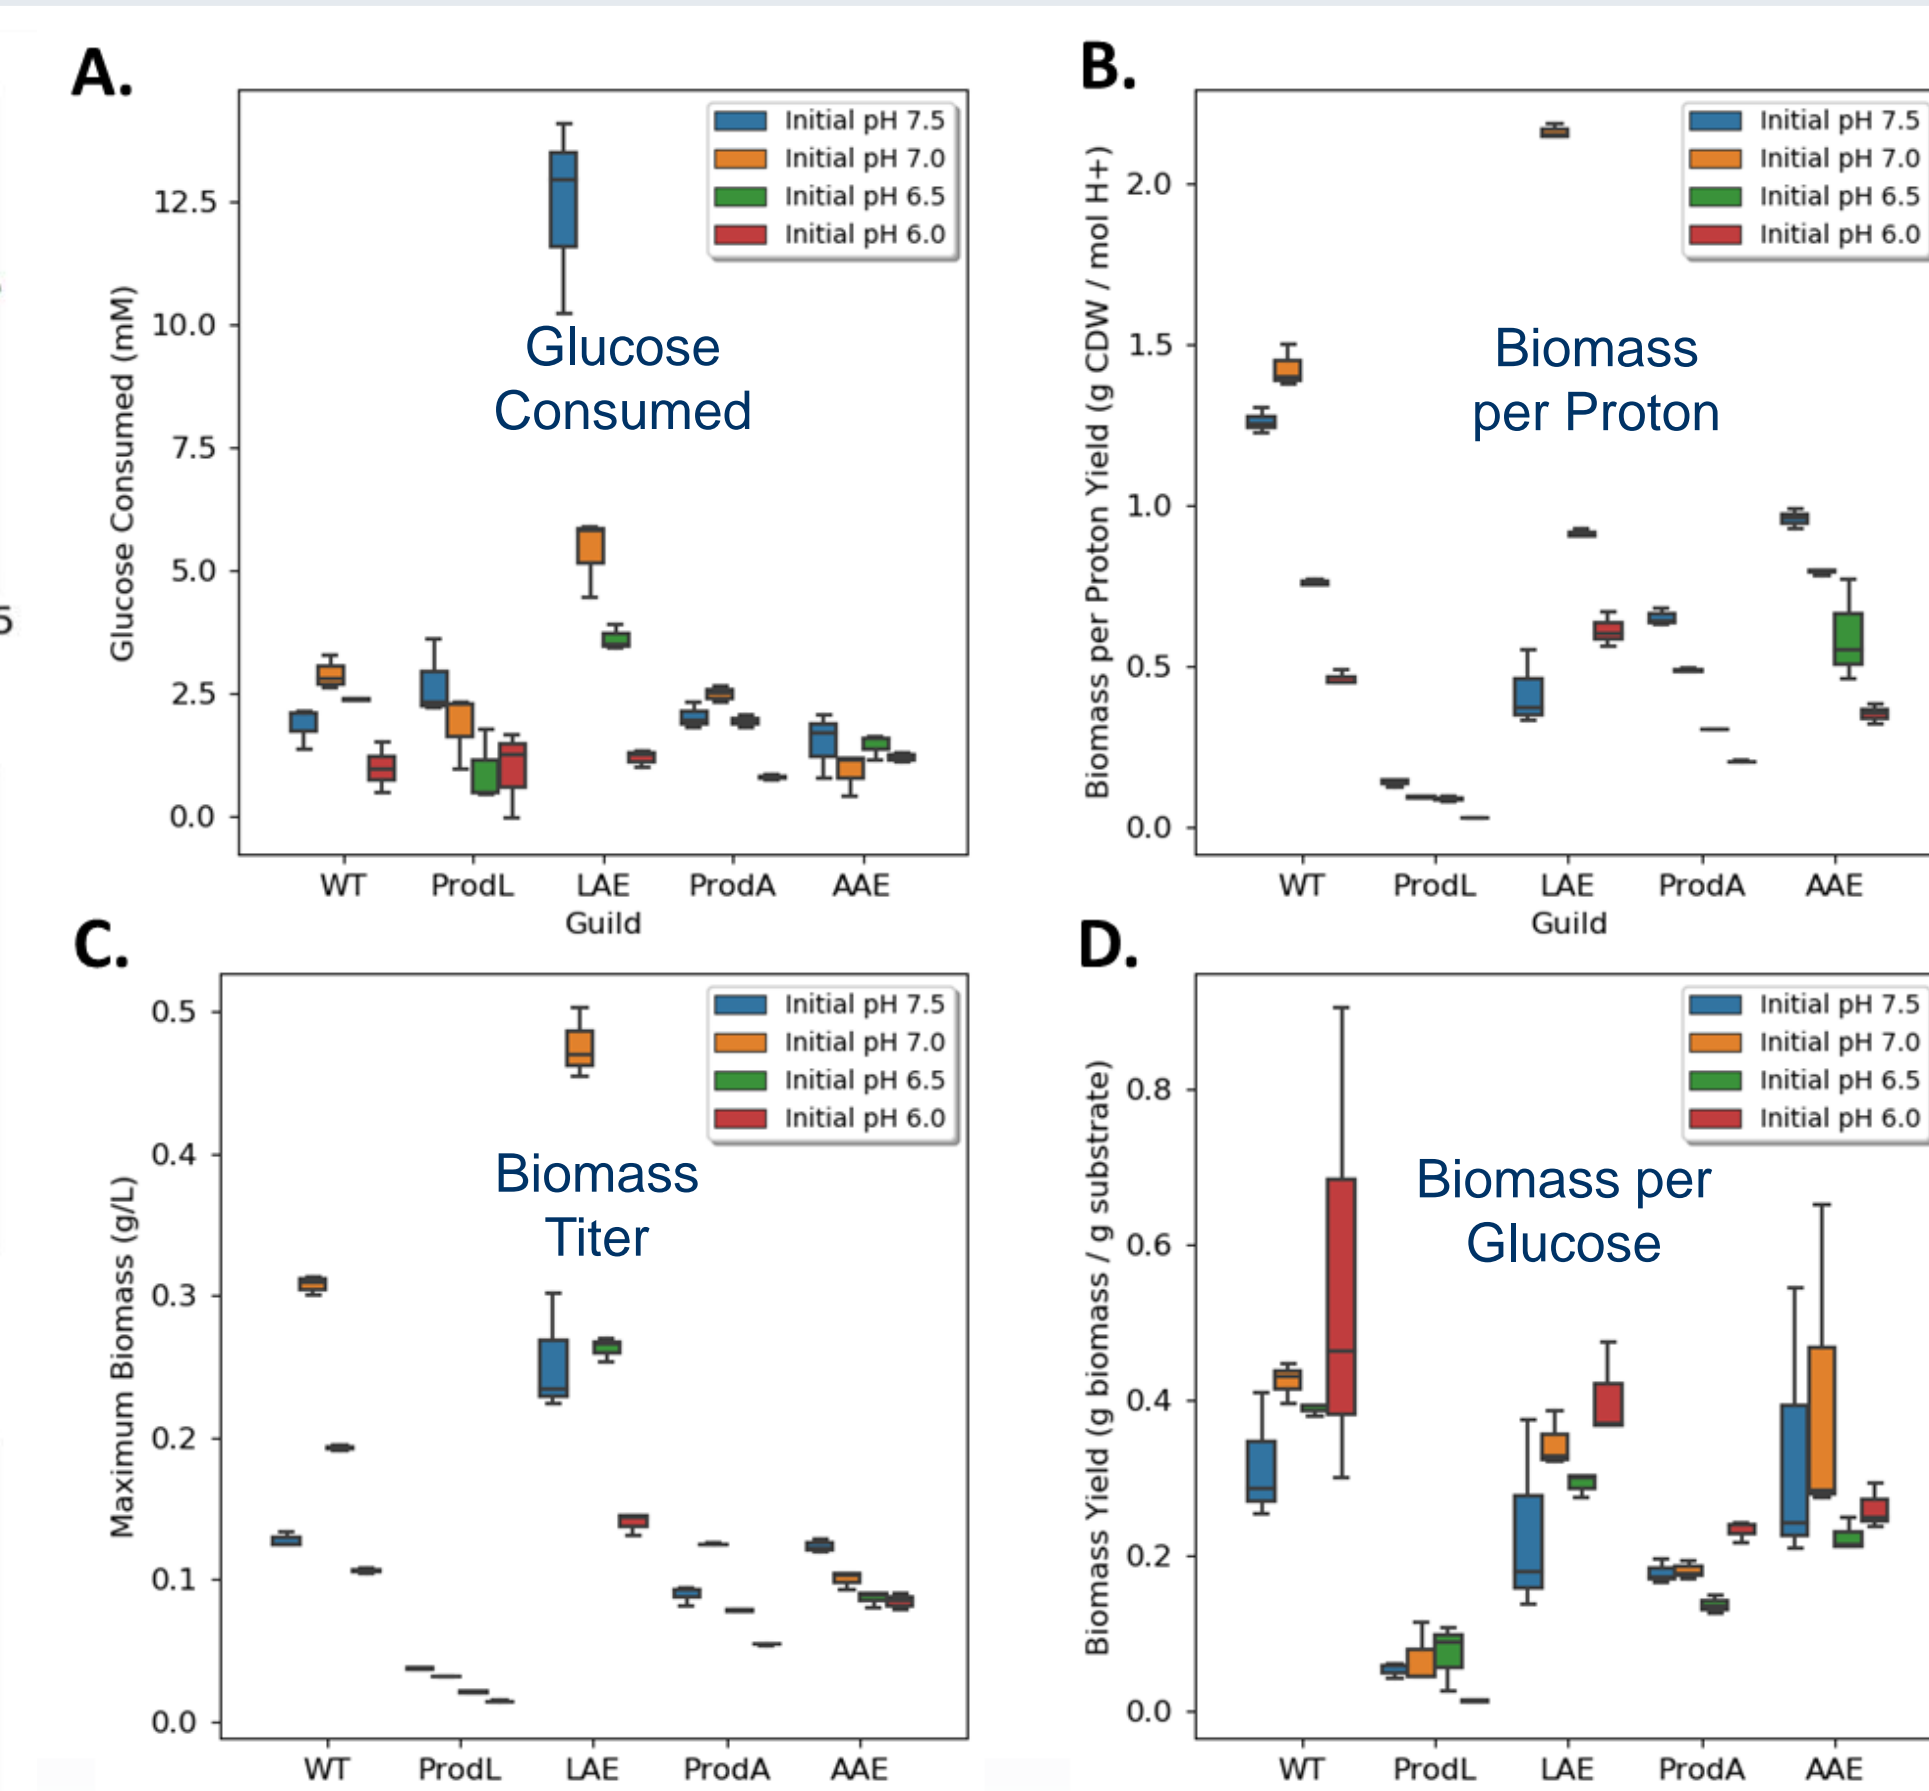 A.
Glucose Consumed (mM)
12.5
10.0
7.5
5.0
2.5
0.0
Initial pH 7.5
Initial pH 7.0
Initial pH 6.5
Initial pH 6.0
Glucose
Consumed
WT ProdL LAE ProdA AAE
Guild
B.
Biomass per Proton Yield (g CDW / mol H+)
2.0
1.5
1.0
0.5
0.0
Initial pH 7.5
Initial pH 7.0
Initial pH 6.5
Initial pH 6.0
Biomass
per Proton
WT ProdL LAE ProdA AAE
Guild
C.
Maximum Biomass (g/L)
0.5
0.4
0.3
0.2
0.1
0.0
Initial pH 7.5
Initial pH 7.0
Initial pH 6.5
Initial pH 6.0
Biomass
Titer
WT ProdL LAE ProdA AAE
D.
Biomass Yield (g biomass / g substrate)
0.8
0.6
0.4
0.2
0.0
Initial pH 7.5
Initial pH 7.0
Initial pH 6.5
Initial pH 6.0
Biomass per
Glucose
WT ProdL LAE ProdA AAE